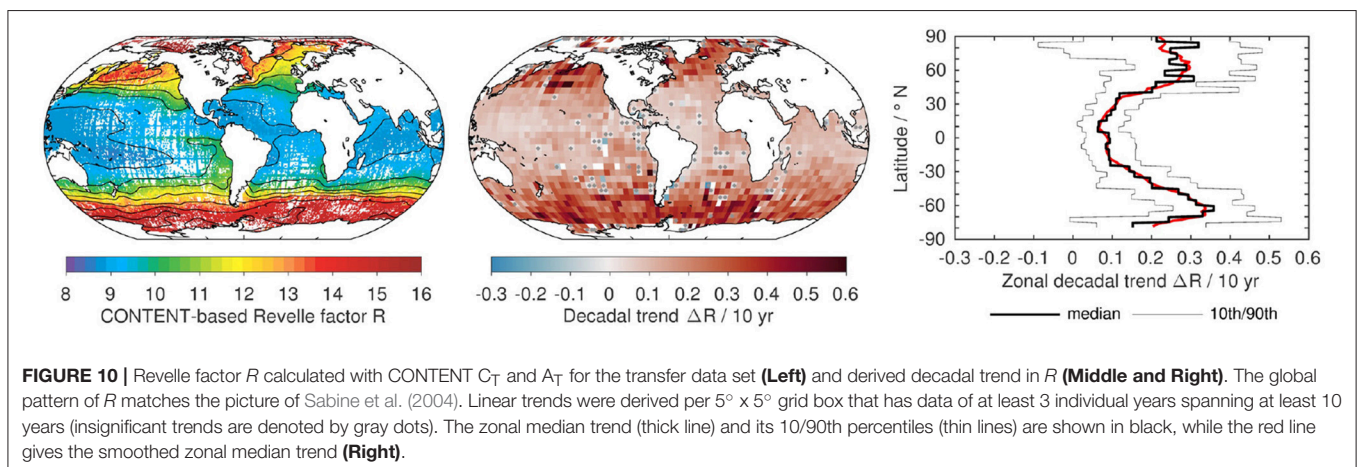 8 9 10 11 12 13 14 15 16
CONTENT-based Revelle factor R
-0.3 -0.2 -0.1 0 0.1 0.2 0.3 0.4 0.5 0.6
Decadal trend ΔR / 10 yr
90
60
30
0
-30
-60
-90
Latitude / ° N
-0.3 -0.2 -0.1 0 0.1 0.2 0.3 0.4 0.5 0.6
Zonal decadal trend ΔR / 10 yr
median 10th/90th
FIGURE 10 | Revelle factor R calculated with CONTENT CT and AT for the transfer data set (Left) and derived decadal trend in R (Middle and Right). The global
pattern of R matches the picture of Sabine et al. (2004). Linear trends were derived per 5° x 5° grid box that has data of at least 3 individual years spanning at least 10
years (insignificant trends are denoted by gray dots). The zonal median trend (thick line) and its 10/90th percentiles (thin lines) are shown in black, while the red line
gives the smoothed zonal median trend (Right).